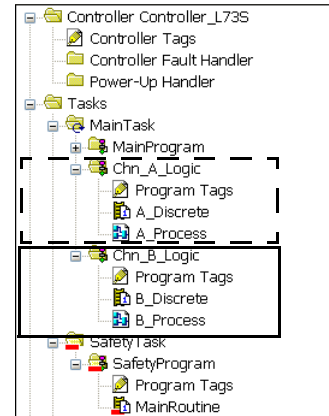 Controller Controller_L73S
Controller Tags
Controller Fault Handler
Power-Up Handler
Tasks
MainTask
MainProgram
Chn_A_Logic
Program Tags
A_Discrete
A_Process
Chn_B_Logic
Program Tags
B_Discrete
B_Process
SafetyTask
SafetyProgram
Program Tags
MainRoutine